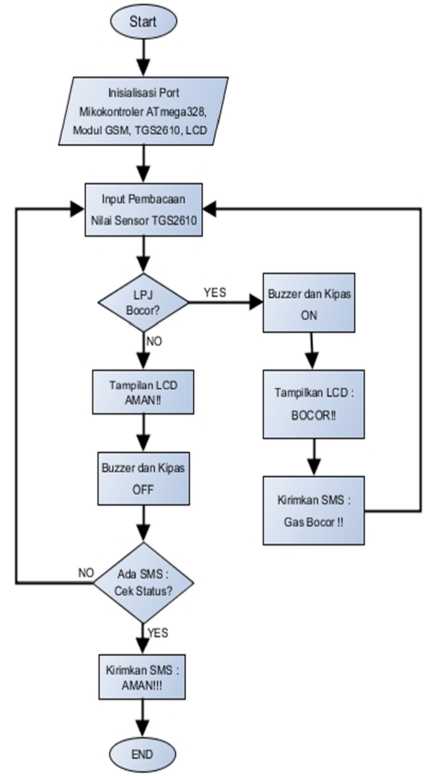 Start
Inisialisasi Port
Mikokontroler ATmega328,
Modul GSM, TGS2610, LCD
Input Pembacaan
Nilai Sensor TGS2610
LPJ
Bocor?
YES
NO
Buzzer dan Kipas
ON
Tampilan LCD
AMAN!!
Tampilkan LCD :
BOCOR!!
Buzzer dan Kipas
OFF
Kirimkan SMS :
Gas Bocor !!
Ada SMS :
Cek Status?
NO
YES
Kirimkan SMS :
AMAN!!!
END